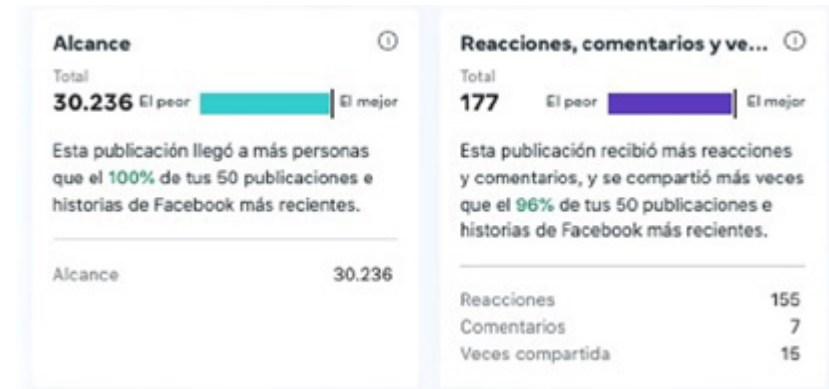 Alcance
Total
30.236 El peor El mejor
Esta publicación llegó a más personas
que el 100% de tus 50 publicaciones e
historias de Facebook más recientes.
Alcance 30.236
Reacciones, comentarios y ve...
Total
177 El peor El mejor
Esta publicación recibió más reacciones
y comentarios, y se compartió más veces
que el 96% de tus 50 publicaciones e
historias de Facebook más recientes.
Reacciones 155
Comentarios 7
Veces compartida 15